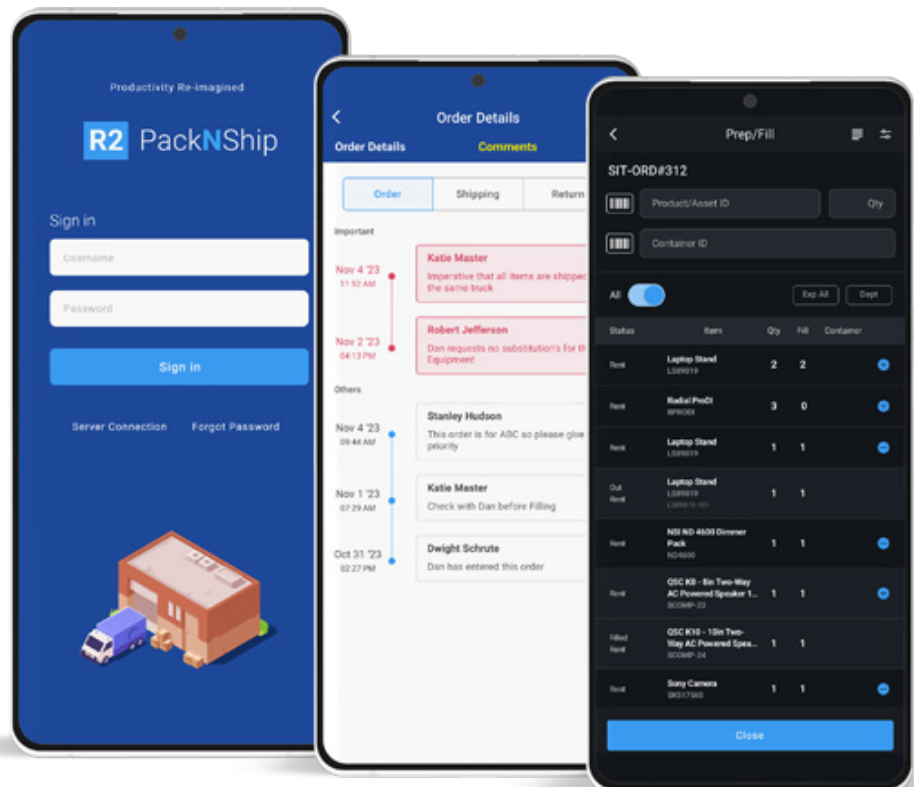 Productivity Re-imagined
R2 PackNShip
Sign in
Username
Password
Sign in
Server Connection Forgot Password
Order Details
Order Details Comments
Order Shipping Return
Important
Nov 4 '23
11:52 AM
Katie Master
Imperative that all items are shipped
the same truck
Nov 2 '23
04:13 PM
Robert Jefferson
Dan requests no substitution's for th
Equipment
Others
Nov 4 '23
09:44 AM
Stanley Hudson
This order is for ABC so please give
priority
Nov 1 '23
07:29 AM
Katie Master
Check with Dan before Filling
Oct 31 '23
02:27 PM
Dwight Schrute
Dan has entered this order
Prep/Fill
SIT-ORD#312
Product/Asset ID Qty
Container ID
All Exp All Dept
Status Item Qty Fill Container
Rent Laptop Stand 2 2
LS89819
Rent Radial ProDI 3 0
Rent Laptop Stand 1 1
LS89819
Out Rent Laptop Stand 1 1
LS89819
Rent NSI ND 4600 Dimmer
Pack 1 1
ND4600
Rent QSC K8 - 8in Two-Way
AC Powered Speaker 1... 1 1
SCOMP-23
Filled Rent QSC K10 - 10in Two-
Way AC Powered Spea... 1 1
SCOMP-24
Rent Sony Camera 1 1
Close